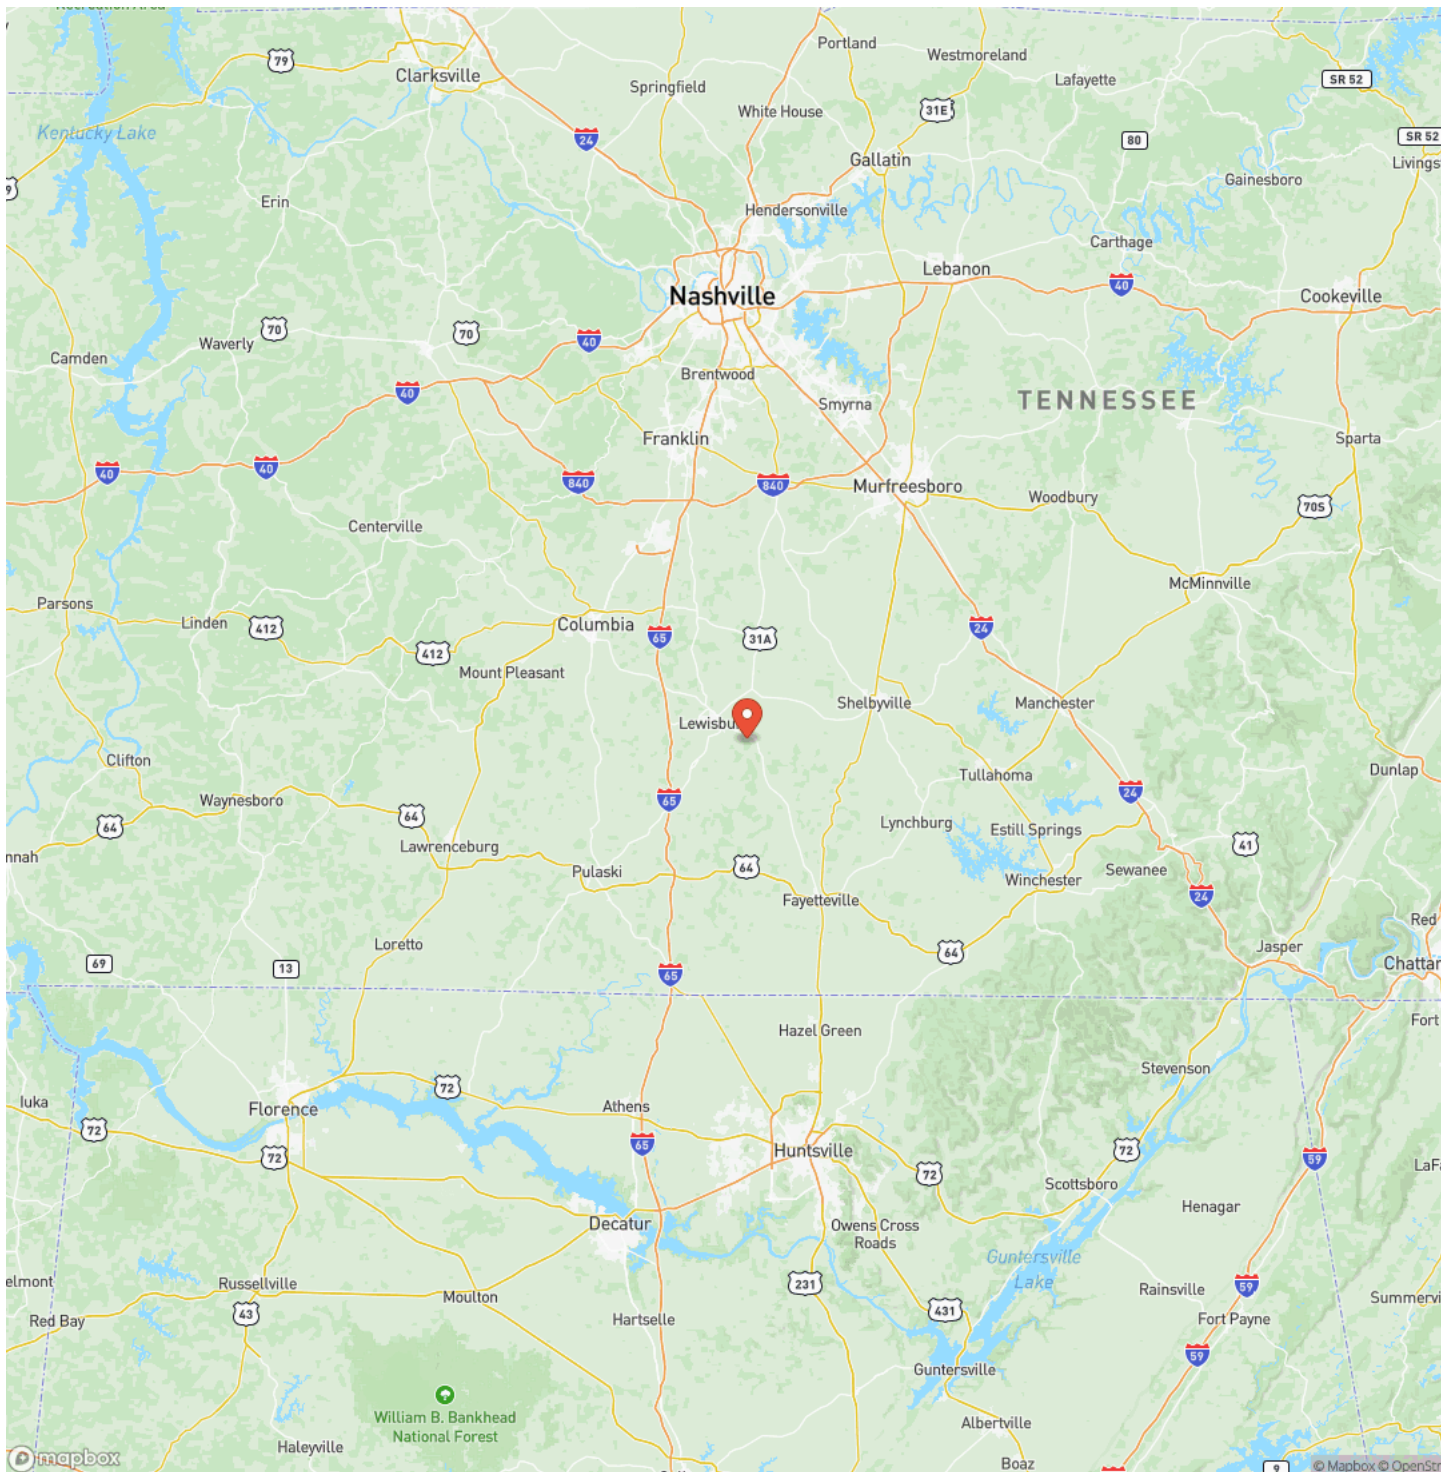 Portland
Westmoreland
79
Clarksville
Springfield
Lafayette
SR 52
White House
31E
Kentucky Lake
24
80
SR 52
Gallatin
Livings
9
Gainesboro
Erin
Hendersonville
Carthage
Lebanon
40
Nashville
Cookeville
70
70
Waverly
40
Camden
Brentwood
40
TENNESSEE
Smyrna
Franklin
Sparta
40
40
840
840
Murfreesboro
Woodbury
70S
Centerville
McMinnville
Parsons
Linden
412
Columbia
65
31A
24
412
Mount Pleasant
Shelbyville
Manchester
Lewisbu
Clifton
Dunlap
Tullahoma
Waynesboro
65
24
64
64
Lynchburg
Estill Springs
Lawrenceburg
41
nnah
Pulaski
64
Sewanee
Winchester
24
Fayetteville
Red
Loretto
Jasper
64
69
13
65
Chattar
Hazel Green
Fort
Stevenson
72
Iuka
Florence
Athens
72
65
72
Huntsville
72
59
72
LaFa
Scottsboro
Henagar
Decatur
Owens Cross
Roads
Guntersville
Lake
elmont
Russellville
231
59
Rainsville
Moulton
Summervi
43
431
Red Bay
Hartselle
Fort Payne
59
Guntersville
William B. Bankhead
National Forest
Albertville
Haleyville
Boaz
mapbox
9
© Mapbox © OpenStr